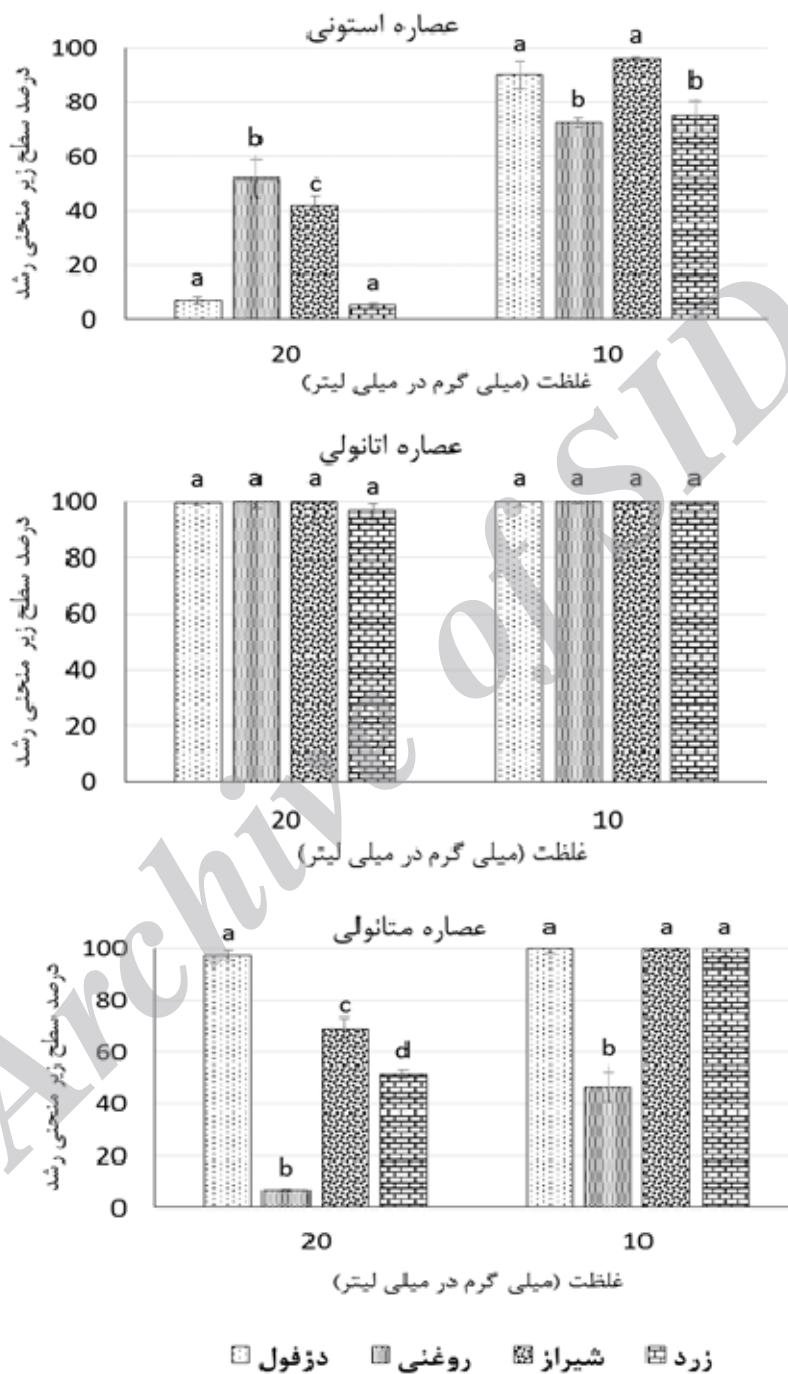 عصاره استونی
درصد سطح زیر منحنی رشد
100
80
60
40
20
0
a
b
c
a
a
b
a
b
20
10
غلظت (میلی گرم در میلی لیتر)
عصاره اتانولی
درصد سطح زیر منحنی رشد
100
80
60
40
20
0
a
a
a
a
a
a
a
a
20
10
غلظت (میلی گرم در میلی لیتر)
عصاره متانولی
درصد سطح زیر منحنی رشد
100
80
60
40
20
0
a
b
c
d
a
b
a
a
20
10
غلظت (میلی گرم در میلی لیتر)
دزفول روغنی شیراز زرد
Archive of SID